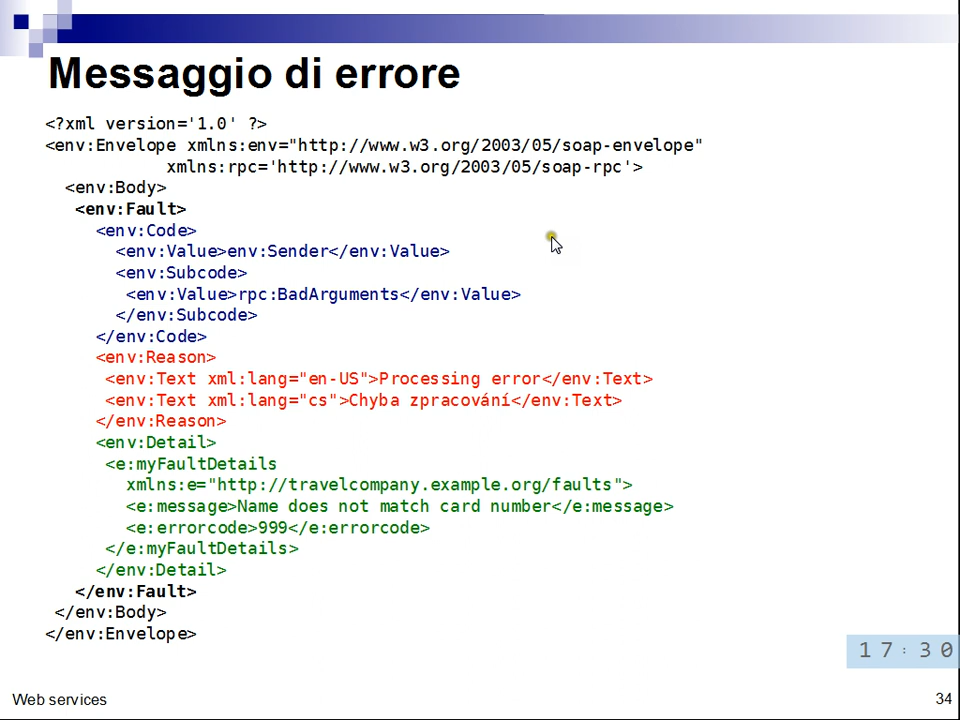 Messaggio di errore
<?xml version='1.0' ?>
<env:Envelope xmlns:env="http://www.w3.org/2003/05/soap-envelope"
xmlns:rpc='http://www.w3.org/2003/05/soap-rpc'>
<env:Body>
<env:Fault>
<env:Code>
<env:Value>env:Sender</env:Value>
<env:Subcode>
<env:Value>rpc:BadArguments</env:Value>
</env:Subcode>
</env:Code>
<env:Reason>
<env:Text xml:lang="en-US">Processing error</env:Text>
<env:Text xml:lang="cs">Chyba zpracování</env:Text>
</env:Reason>
<env:Detail>
<e:myFaultDetails
xmlns:e="http://travelcompany.example.org/faults">
<e:message>Name does not match card number</e:message>
<e:errorcode>999</e:errorcode>
</e:myFaultDetails>
</env:Detail>
</env:Fault>
</env:Body>
</env:Envelope>
17:30
Web services
34